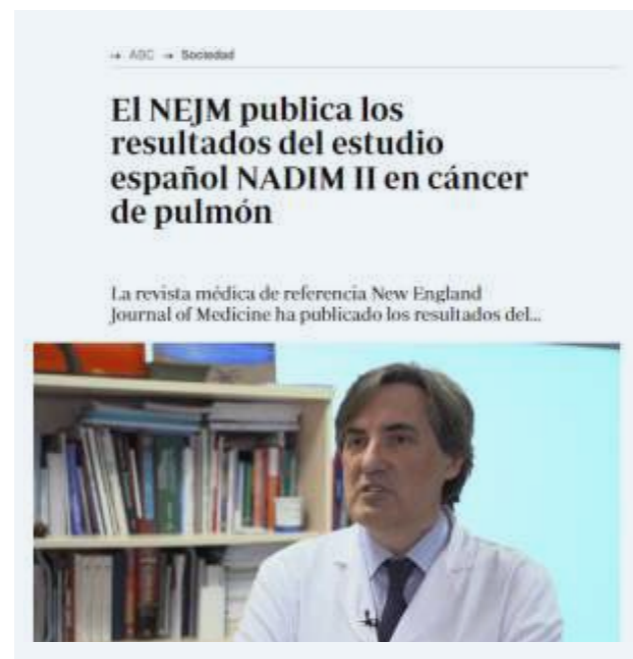 → ABC → Sociedad
El NEJM publica los
resultados del estudio
español NADIM II en cáncer
de pulmón
La revista médica de referencia New England
Journal of Medicine ha publicado los resultados del...